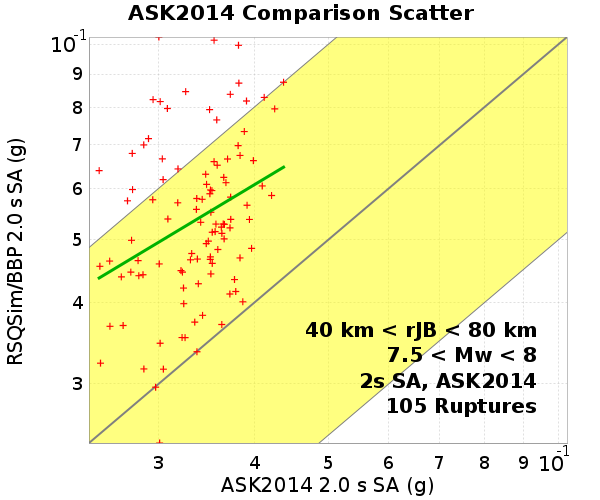 ASK2014 Comparison Scatter
10-1
9
8
7
6
5
4
3
RSQSim/BBP 2.0 s SA (g)
40 km < rJB < 80 km
7.5 < Mw < 8
2s SA, ASK2014
105 Ruptures
3 4 5 6 7 8 9 10-1
ASK2014 2.0 s SA (g)